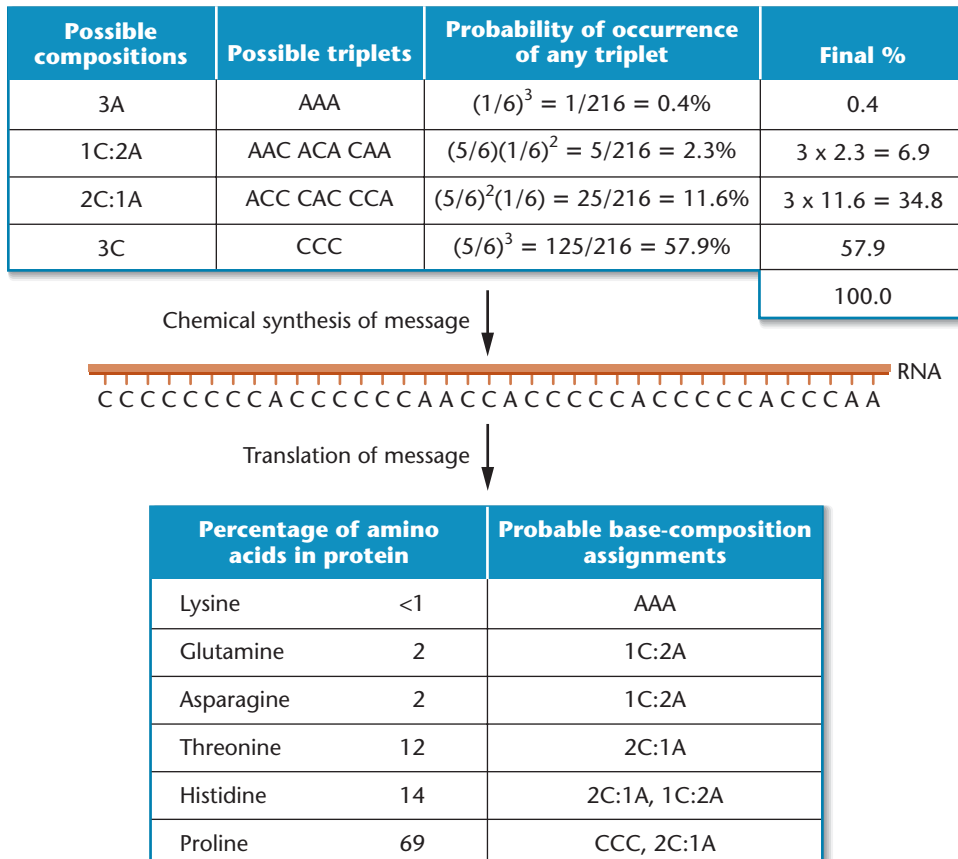 Possible compositions | Possible triplets | Probability of occurrence of any triplet | Final %
3A | AAA | (1/6)³ = 1/216 = 0.4% | 0.4
1C:2A | AAC ACA CAA | (5/6)(1/6)² = 5/216 = 2.3% | 3 x 2.3 = 6.9
2C:1A | ACC CAC CCA | (5/6)²(1/6) = 25/216 = 11.6% | 3 x 11.6 = 34.8
3C | CCC | (5/6)³ = 125/216 = 57.9% | 57.9
100.0
Chemical synthesis of message
RNA
C C C C C C C C A C C C C C C A A C C A C C C C C A C C C C C A C C C A A
Translation of message
Percentage of amino acids in protein | Probable base-composition assignments
Lysine <1 | AAA
Glutamine 2 | 1C:2A
Asparagine 2 | 1C:2A
Threonine 12 | 2C:1A
Histidine 14 | 2C:1A, 1C:2A
Proline 69 | CCC, 2C:1A